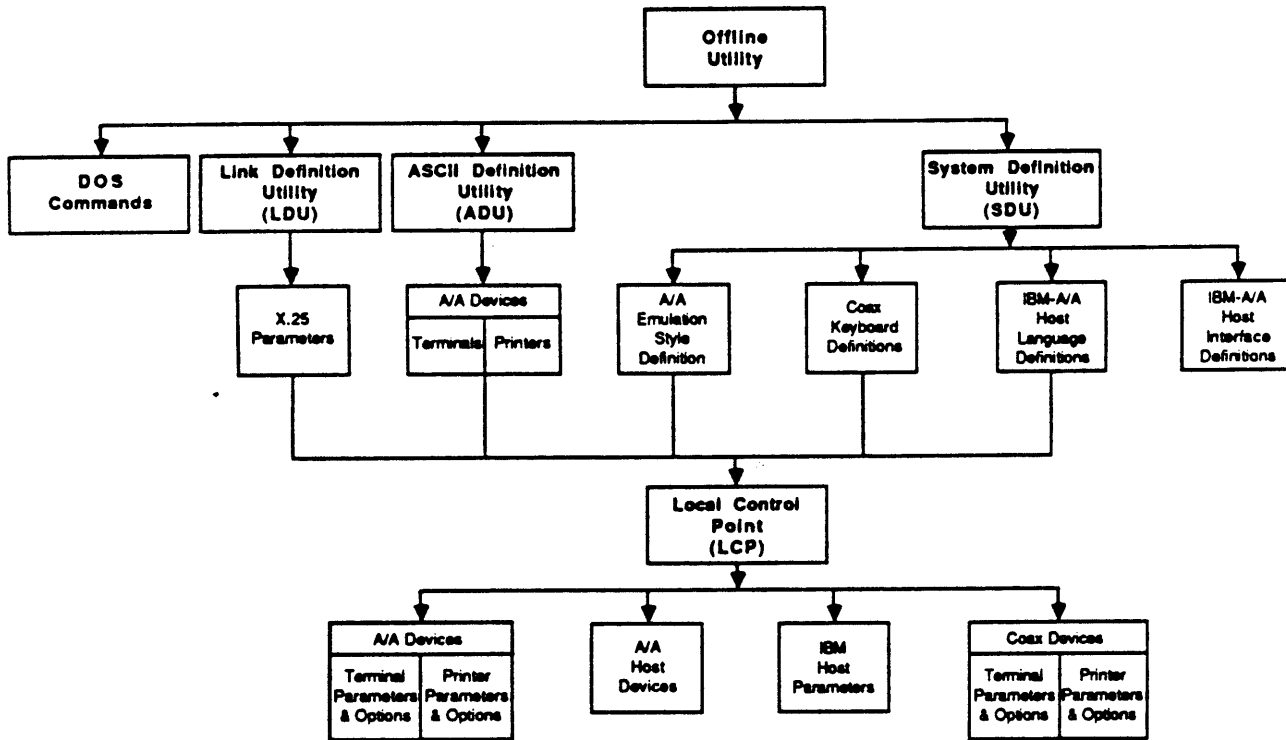 Offline
Utility
DOS
Commands
Link Definition
Utility
(LDU)
ASCII Definition
Utility
(ADU)
System Definition
Utility
(SDU)
X.25
Parameters
A/A Devices
Terminals
Printers
A/A
Emulation
Style
Definition
Coax
Keyboard
Definitions
IBM-A/A
Host
Language
Definitions
IBM-A/A
Host
Interface
Definitions
Local Control
Point
(LCP)
A/A Devices
Terminal
Parameters
& Options
Printer
Parameters
& Options
A/A
Host
Devices
IBM
Host
Parameters
Coax Devices
Terminal
Parameters
& Options
Printer
Parameters
& Options